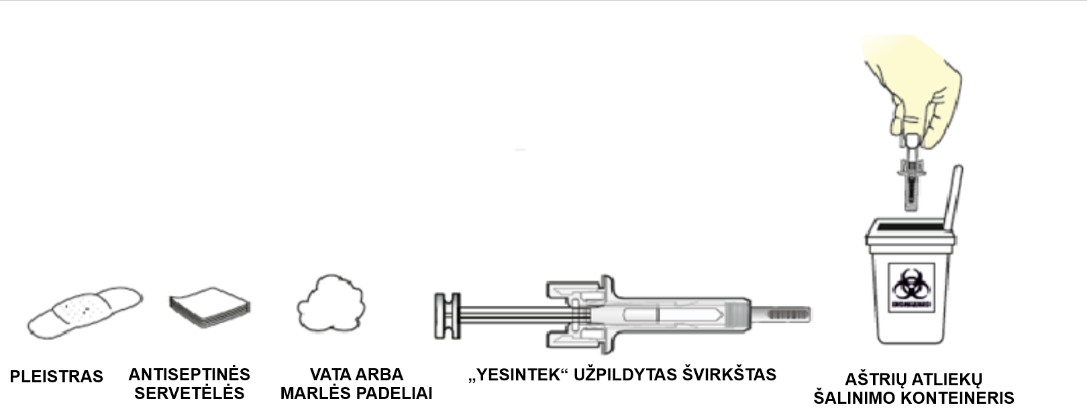 PLEISTRAS
ANTISEPTINĖS
SERVETĖLĖS
VATA ARBA
MARLĖS PADELIAI
„YESINTEK“ UŽPILDYTAS ŠVIRKŠTAS
AŠTRIŲ ATLIEKŲ
ŠALINIMO KONTEINERIS